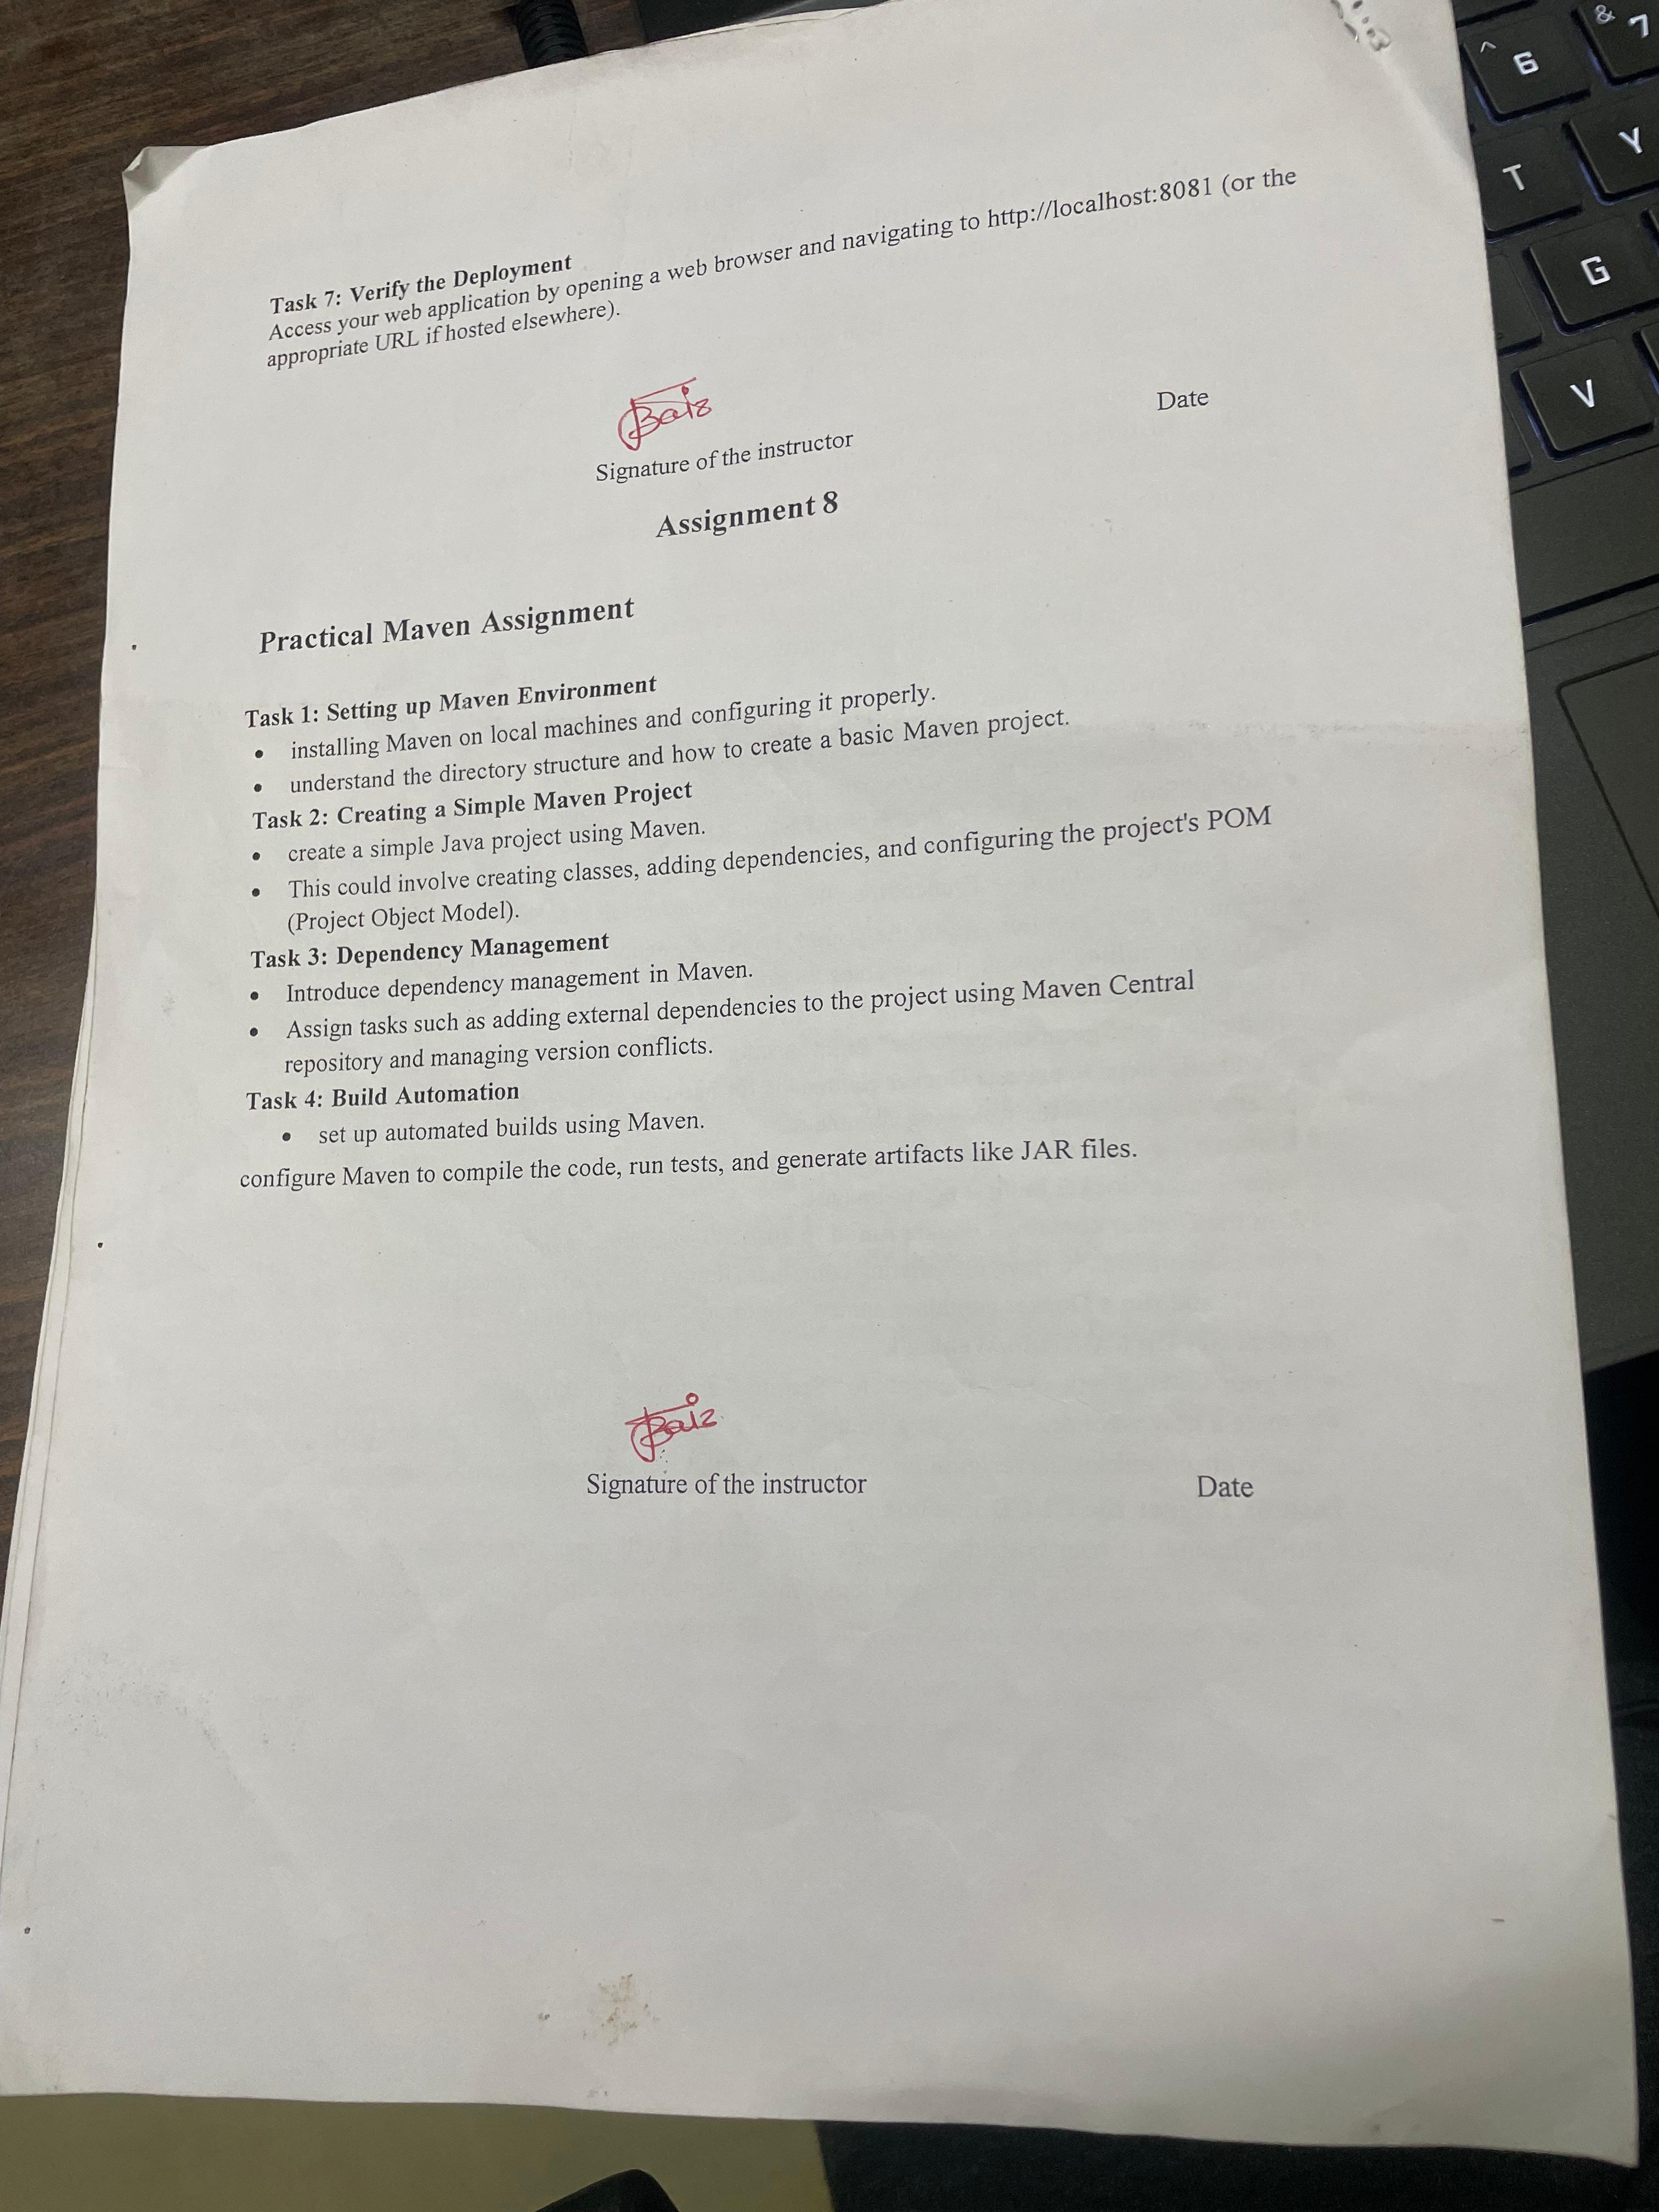 Task 7: Verify the Deployment
Access your web application by opening a web browser and navigating to http://localhost:8081 (or the
appropriate URL if hosted elsewhere).
Signature of the instructor
Date
Assignment 8
Practical Maven Assignment
Task 1: Setting up Maven Environment
• installing Maven on local machines and configuring it properly.
• understand the directory structure and how to create a basic Maven project.
Task 2: Creating a Simple Maven Project
• create a simple Java project using Maven.
• This could involve creating classes, adding dependencies, and configuring the project's POM
(Project Object Model).
Task 3: Dependency Management
• Introduce dependency management in Maven.
• Assign tasks such as adding external dependencies to the project using Maven Central
repository and managing version conflicts.
Task 4: Build Automation
• set up automated builds using Maven.
configure Maven to compile the code, run tests, and generate artifacts like JAR files.
Signature of the instructor
Date
^ 6
& 7
T
Y
G
V